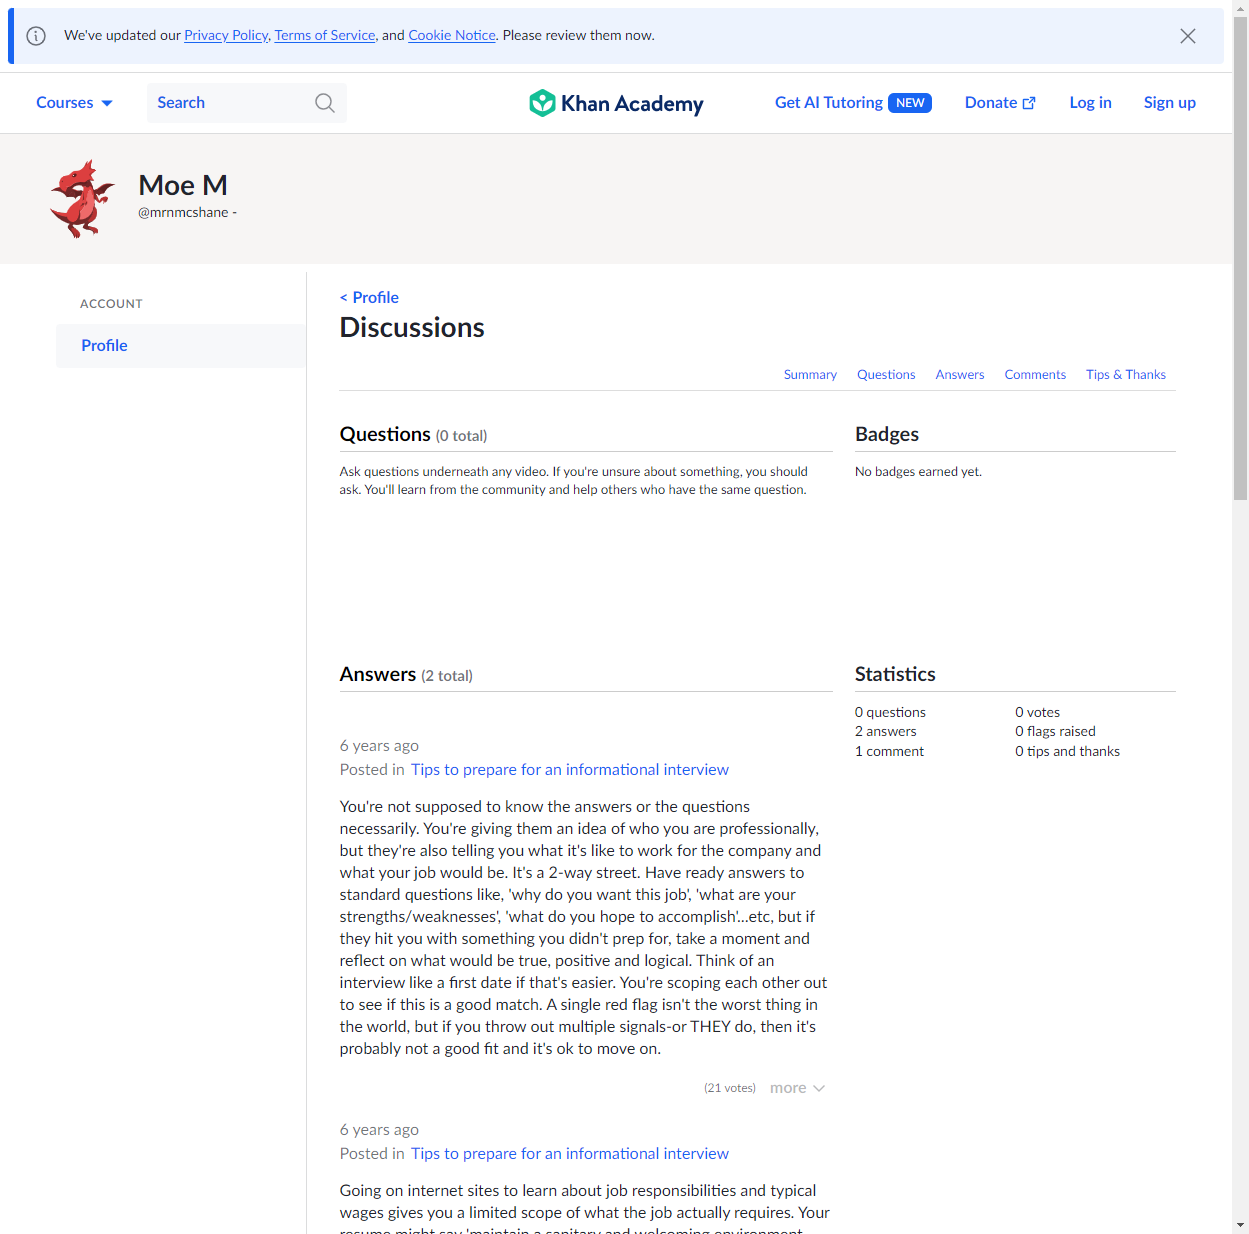 We've updated our Privacy Policy, Terms of Service, and Cookie Notice. Please review them now.
Courses
Search
Khan Academy
Get AI Tutoring NEW
Donate
Log in
Sign up
Moe M
@mrnmcshane -
ACCOUNT
Profile
< Profile
Discussions
Summary Questions Answers Comments Tips & Thanks
Questions (0 total)
Ask questions underneath any video. If you're unsure about something, you should
ask. You'll learn from the community and help others who have the same question.
Badges
No badges earned yet.
Answers (2 total)
6 years ago
Posted in Tips to prepare for an informational interview
You're not supposed to know the answers or the questions
necessarily. You're giving them an idea of who you are professionally,
but they're also telling you what it's like to work for the company and
what your job would be. It's a 2-way street. Have ready answers to
standard questions like, 'why do you want this job', 'what are your
strengths/weaknesses', 'what do you hope to accomplish'...etc, but if
they hit you with something you didn't prep for, take a moment and
reflect on what would be true, positive and logical. Think of an
interview like a first date if that's easier. You're scoping each other out
to see if this is a good match. A single red flag isn't the worst thing in
the world, but if you throw out multiple signals-or THEY do, then it's
probably not a good fit and it's ok to move on.
(21 votes) more
6 years ago
Posted in Tips to prepare for an informational interview
Going on internet sites to learn about job responsibilities and typical
wages gives you a limited scope of what the job actually requires. Your
resume might say 'maintain a sanitary and welcoming environment
Statistics
0 questions
2 answers
1 comment
0 votes
0 flags raised
0 tips and thanks